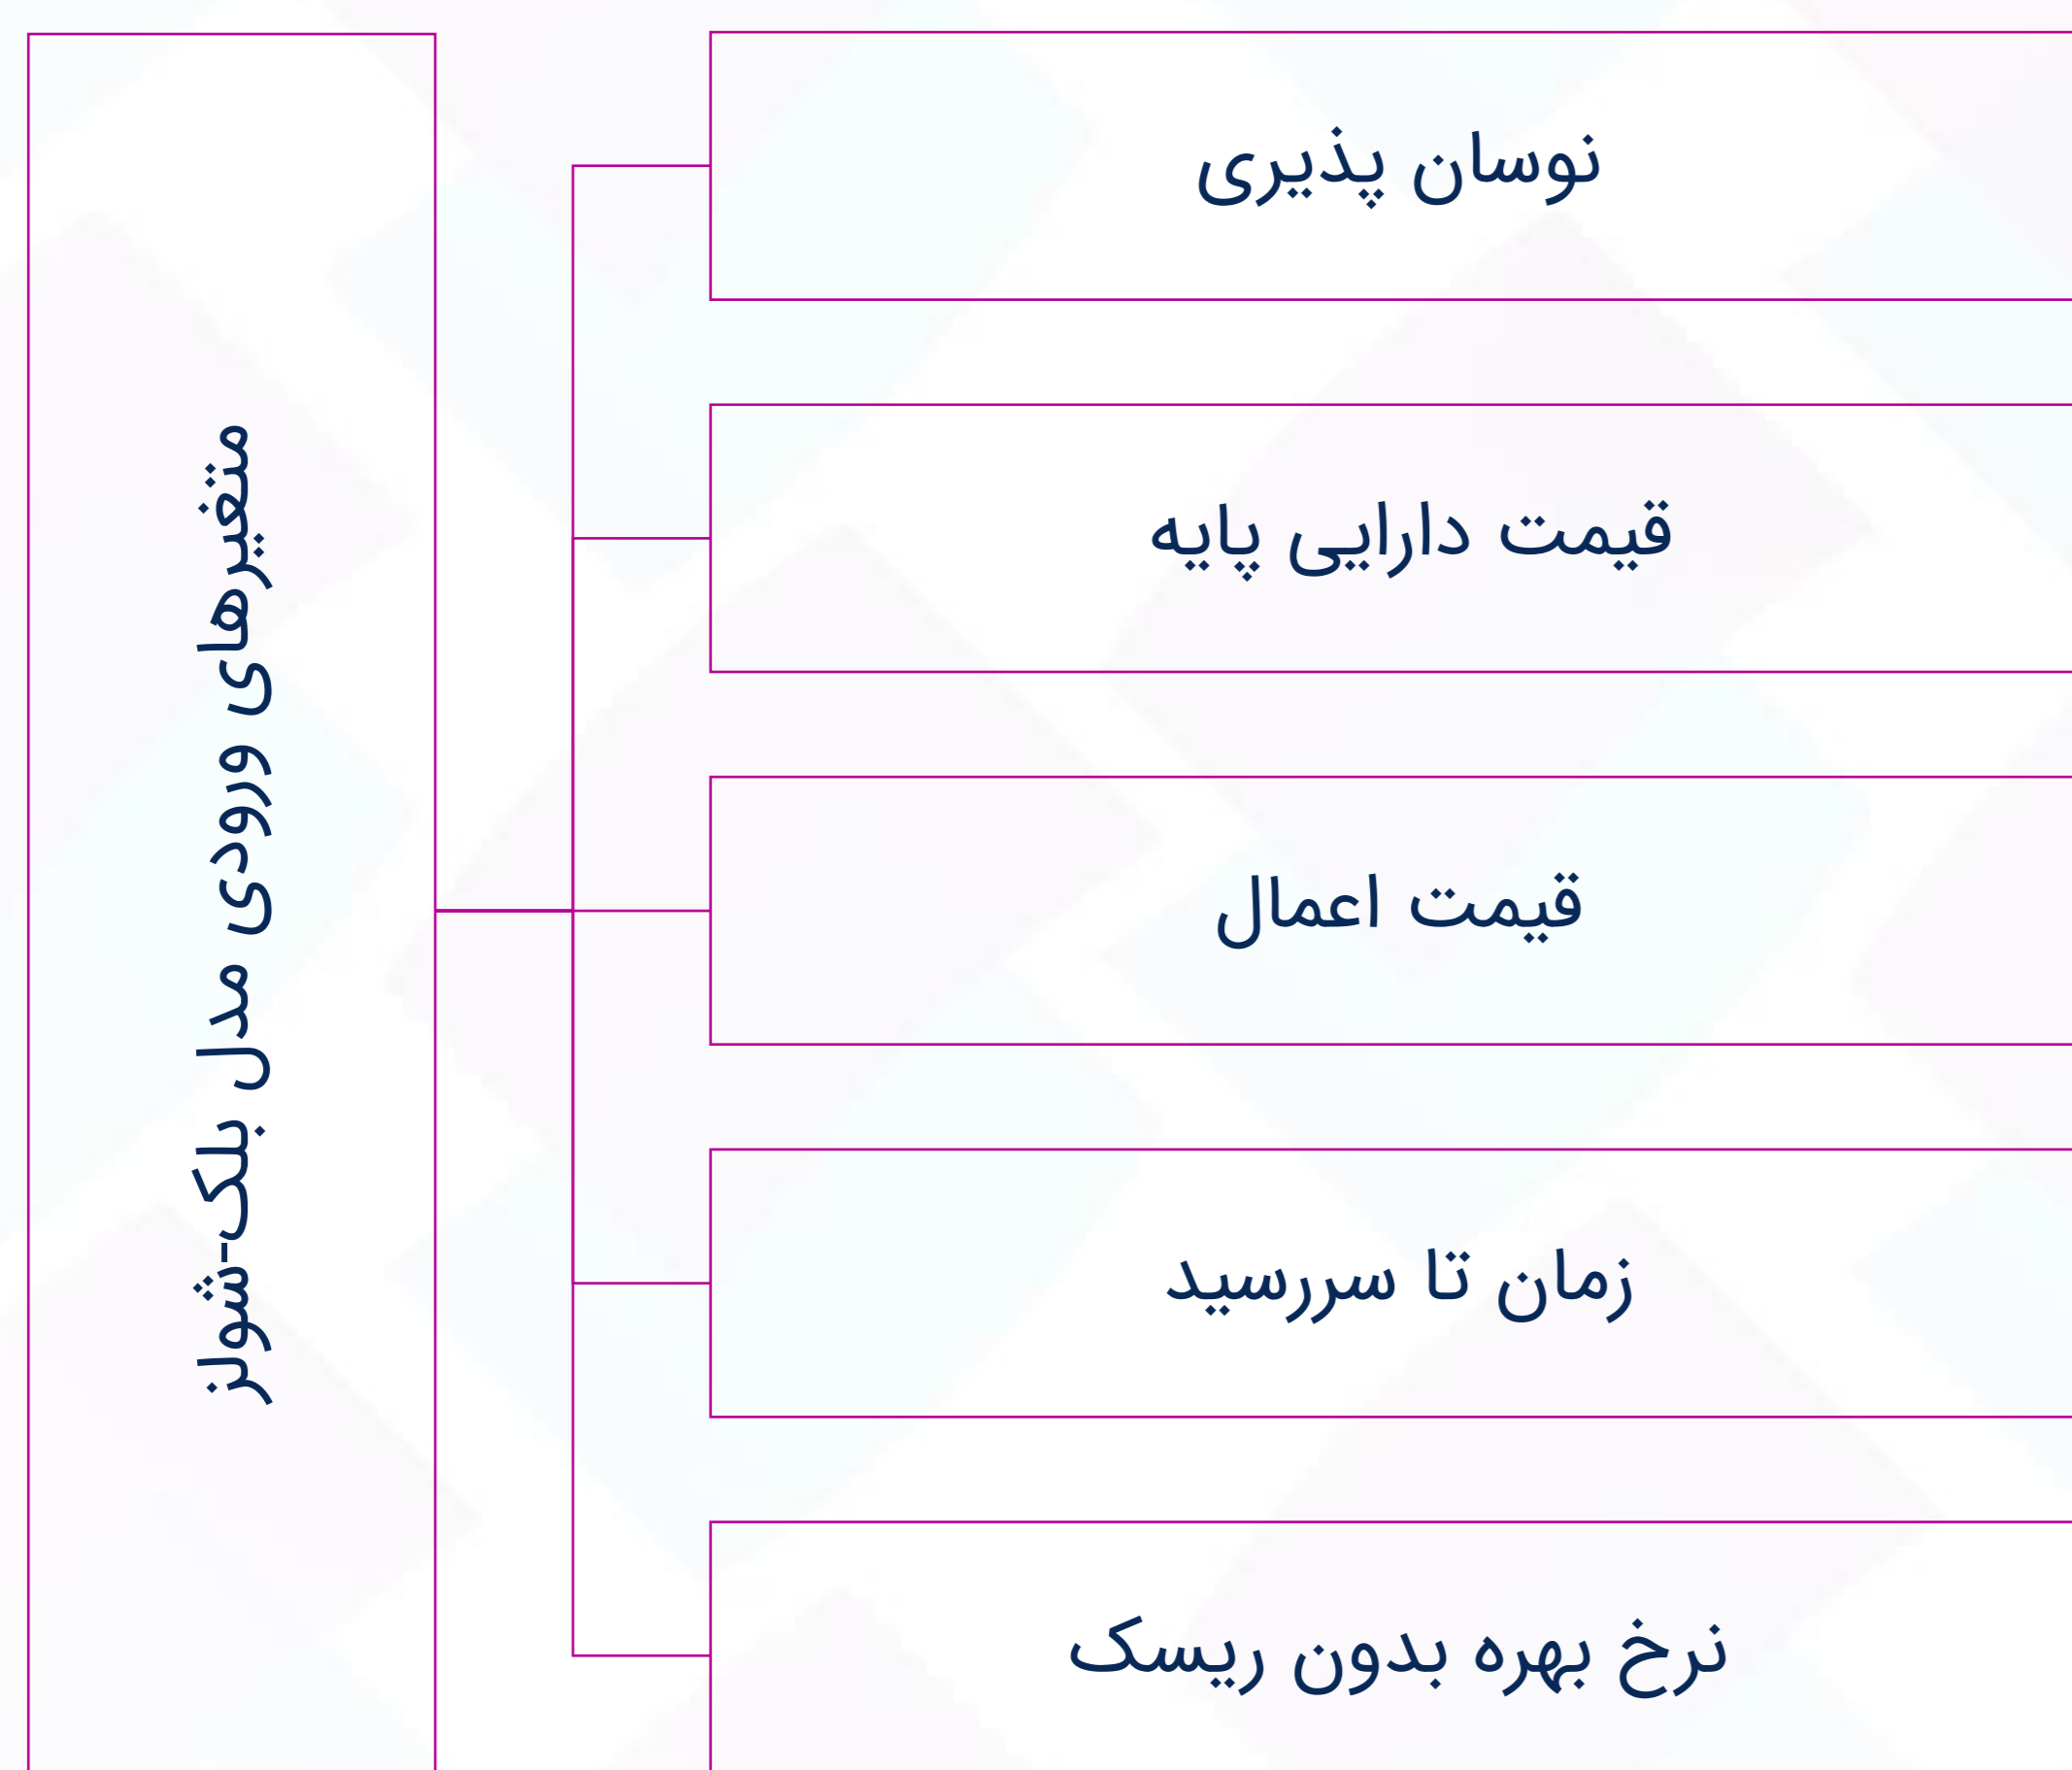 متغیرهای ورودی مدل بلک-شولز
نوسان پذیری
قیمت دارایی پایه
قیمت اعمال
زمان تا سررسید
نرخ بهره بدون ریسک